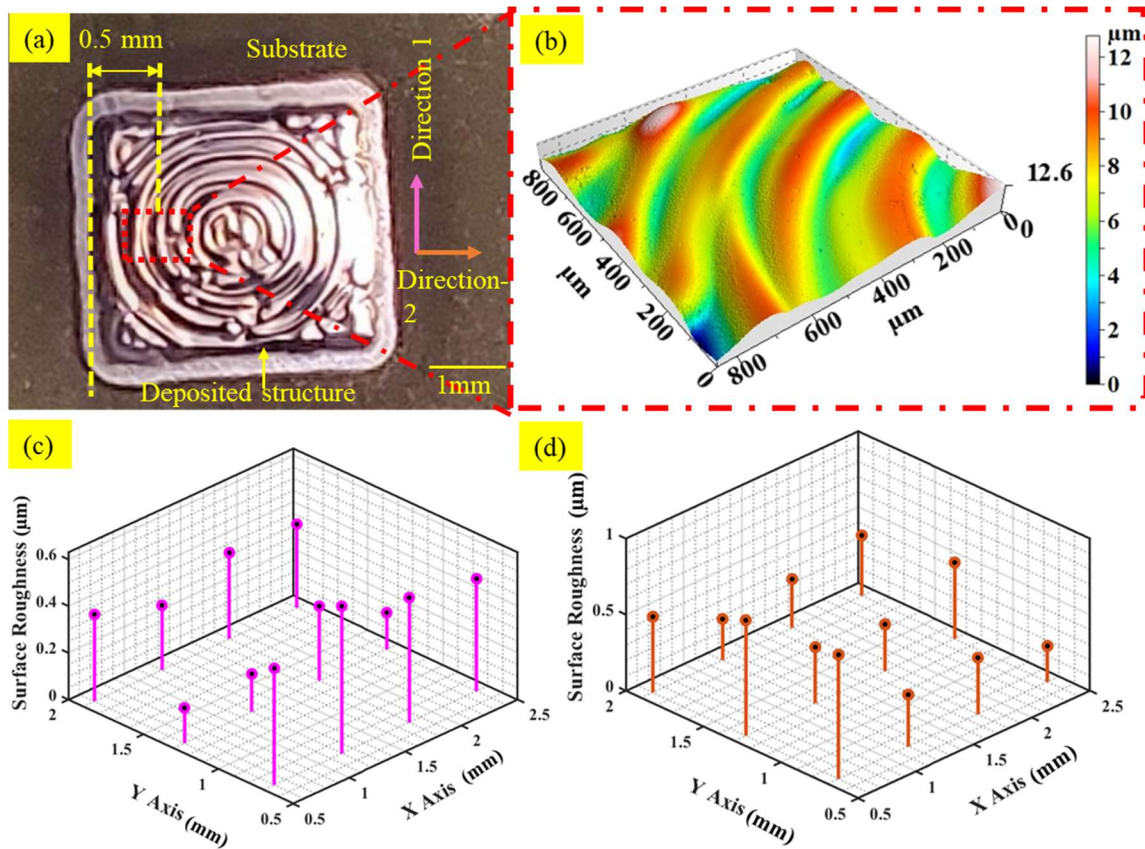 (a)
0.5 mm
Substrate
Direction 1
Direction-
2
Deposited structure
1mm
(b)
µm
12
10
8
6
4
2
0
12.6
0
0
200
400
600
800
µm
800
600
400
200
0
µm
(c)
Surface Roughness (µm)
0.6
0.4
0.2
0
2
1.5
1
0.5
Y Axis (mm)
0.5
1
1.5
2
2.5
X Axis (mm)
(d)
Surface Roughness (µm)
1
0.5
0
2
1.5
1
0.5
Y Axis (mm)
0.5
1
1.5
2
2.5
X Axis (mm)